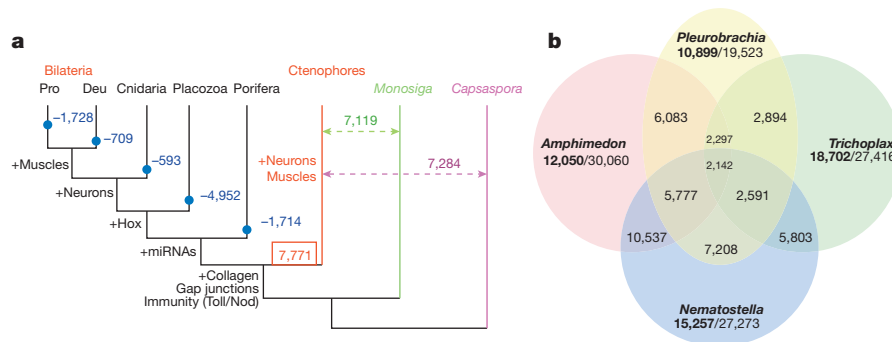 a
Bilateria
Ctenophores
Pro Deu Cnidaria Placozoa Porifera Monosiga Capsaspora
−1,728
−709
−593
−4,952
−1,714
7,119
7,284
+Muscles
+Neurons
+Hox
+miRNAs
+Neurons
Muscles
7,771
+Collagen
Gap junctions
Immunity (Toll/Nod)
b
Pleurobrachia
10,899/19,523
Amphimedon
12,050/30,060
Trichoplax
18,702/27,416
6,083
2,894
2,297
2,142
5,777
2,591
10,537
5,803
7,208
Nematostella
15,257/27,273